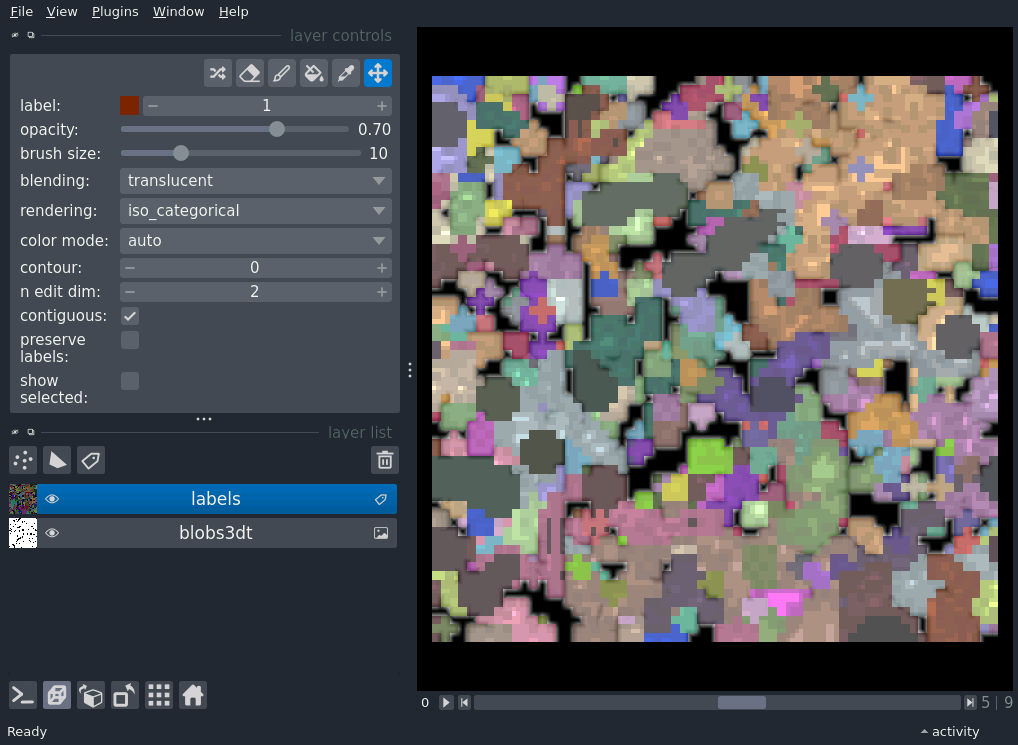 File View Plugins Window Help
layer controls
label: 1
opacity: 0.70
brush size: 10
blending: translucent
rendering: iso_categorical
color mode: auto
contour: 0
n edit dim: 2
contiguous:
preserve
labels:
show
selected:
layer list
labels
blobs3dt
0 5 | 9
Ready activity